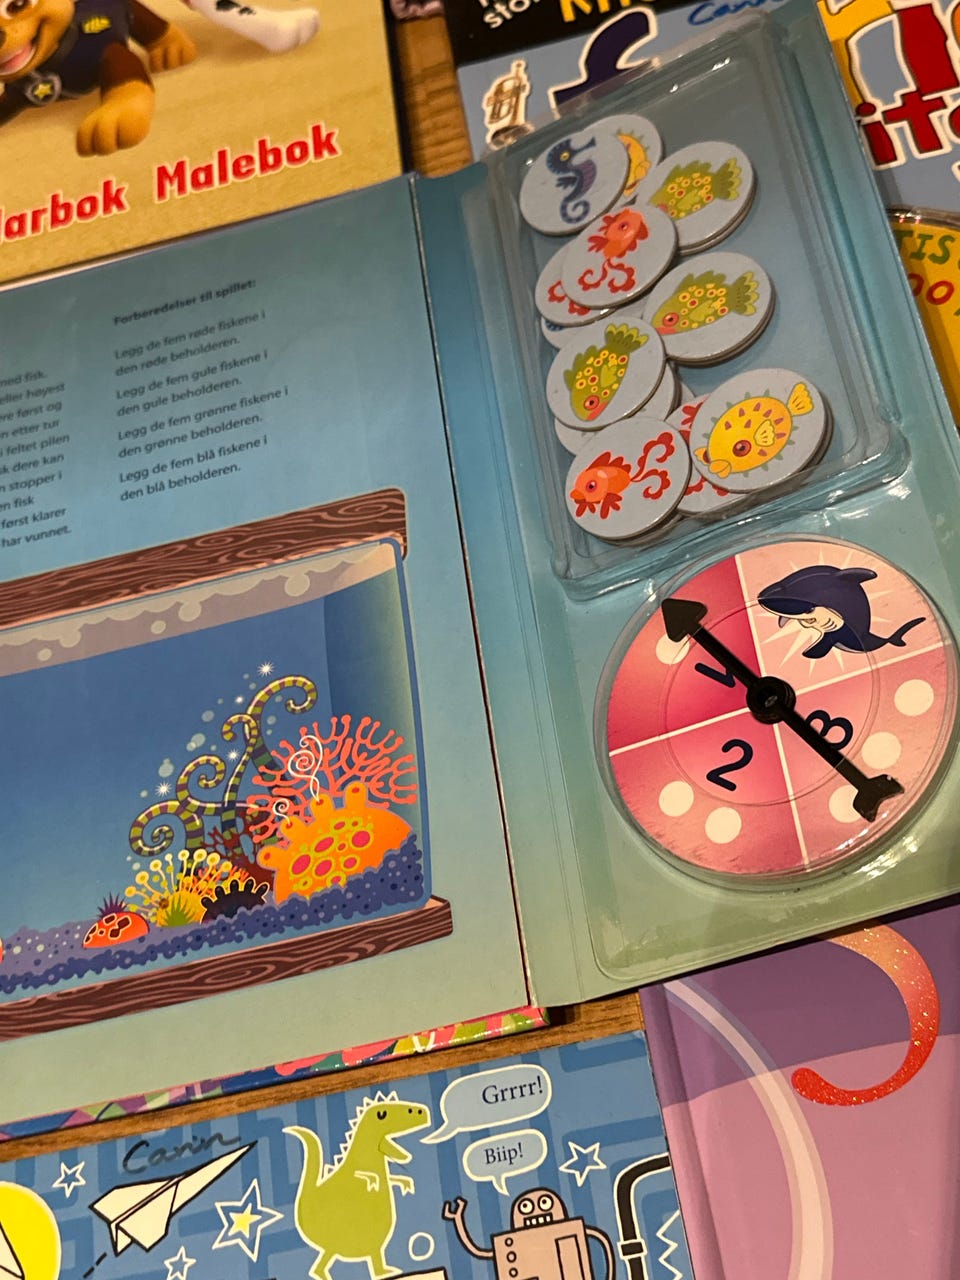 Malebok
Forberedelser til spillet:
Legg de fem røde fiskene i
den røde beholderen.
Legg de fem gule fiskene i
den gule beholderen.
Legg de fem grønne fiskene i
den grønne beholderen.
Legg de fem blå fiskene i
den blå beholderen.
med fisk.
eller høyest
først og
etter tur
feltet pilen
dere kan
stopper i
fisk
først klarer
har vunnet.
2
3
Grrrr!
Biip!